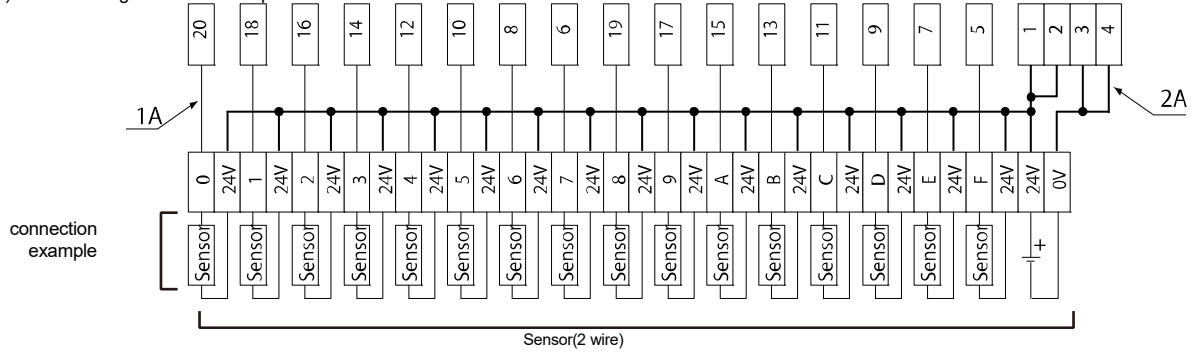 20 18 16 14 12 10 8 6 19 17 15 13 11 9 7 5 1 2 3 4
1A
2A
0 24V 1 24V 2 24V 3 24V 4 24V 5 24V 6 24V 7 24V 8 24V 9 24V A 24V B 24V C 24V D 24V E 24V F 24V 24V 0V
connection
example
Sensor Sensor Sensor Sensor Sensor Sensor Sensor Sensor Sensor Sensor Sensor Sensor Sensor Sensor Sensor Sensor +
Sensor(2 wire)